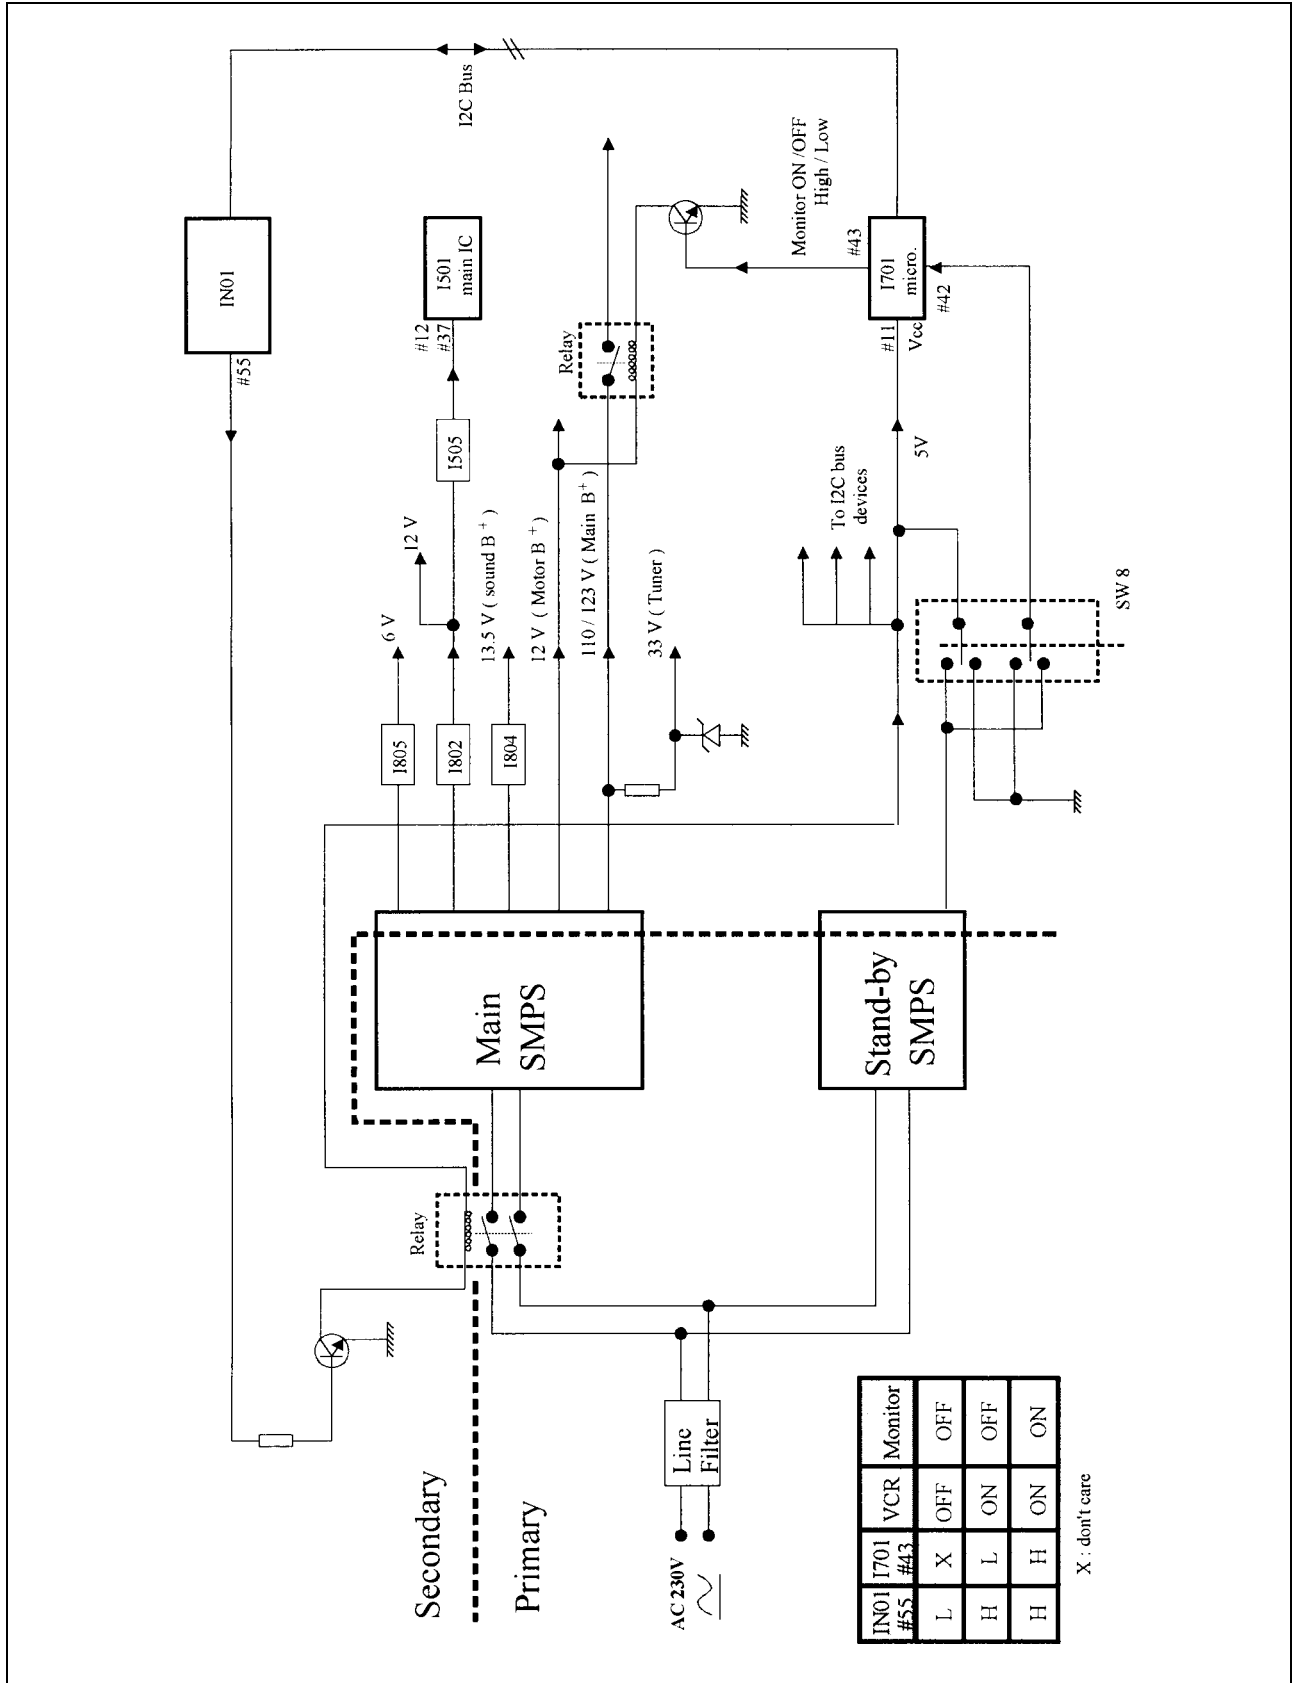 I2C Bus
IN01
#55
I501
main IC
#12
#37
I505
12 V
6 V
13.5 V ( sound B + )
12 V ( Motor B + )
110 / 123 V ( Main B+ )
33 V ( Tuner )
I805
I802
I804
Relay
Monitor ON /OFF
High / Low
#43
I701
micro.
#42
#11
Vcc
5V
To I2C bus
devices
SW 8
Main
SMPS
Stand-by
SMPS
Relay
Secondary
Primary
Line
Filter
AC 230V
IN01 #55 I701 #43 VCR Monitor
L X OFF OFF
H L ON OFF
H H ON ON
X : don't care